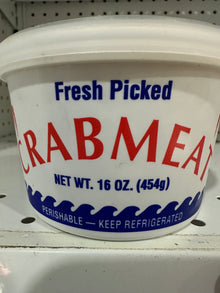 Fresh Picked
CRABMEAT
NET WT. 16 OZ. (454g)
PERISHABLE — KEEP REFRIGERATED